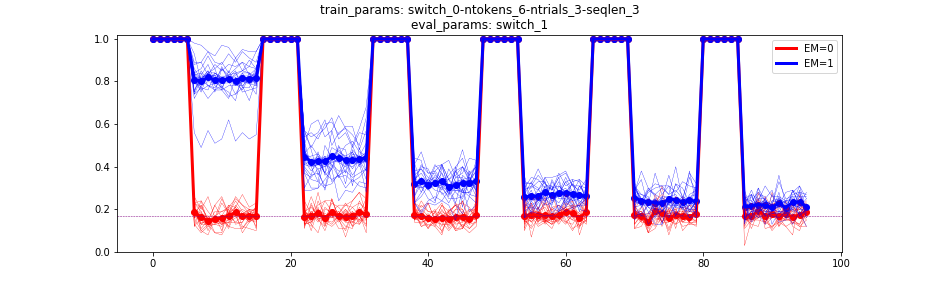 train_params: switch_0-ntokens_6-ntrials_3-seqlen_3
eval_params: switch_1
1.0
0.8
0.6
0.4
0.2
0.0
EM=0
EM=1
0 20 40 60 80 100